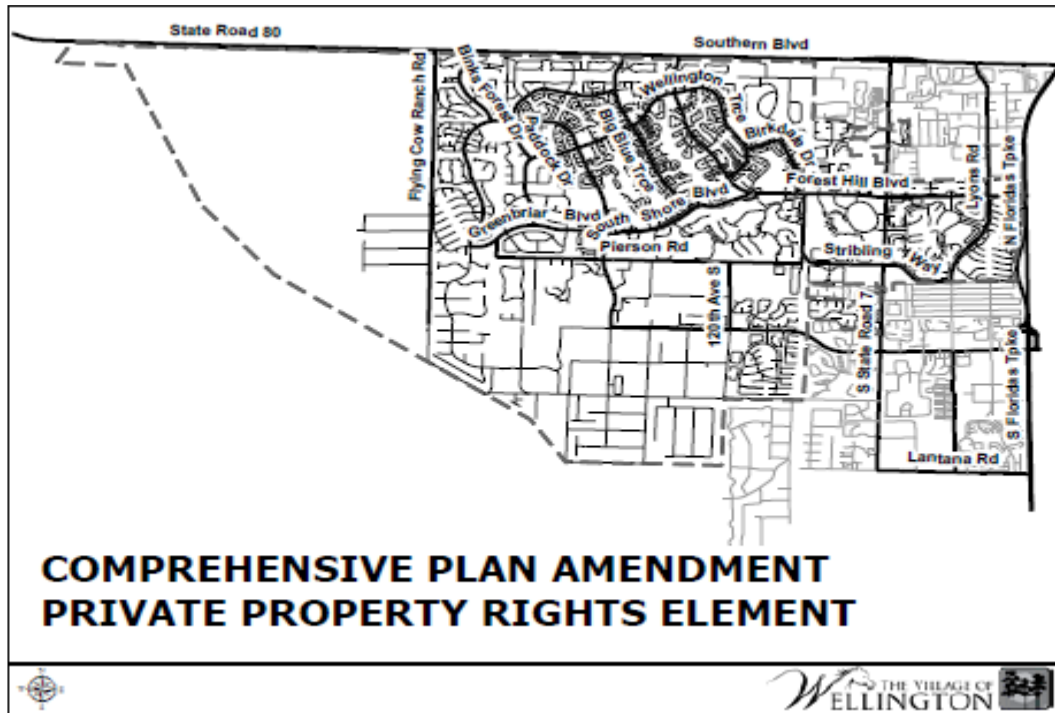 State Road 80
Southern Blvd
Flying Cow Ranch Rd
Binks Forest Dr
Paddock Dr
Big Blue Trce
Wellington Trce
Birkdale Dr
Forest Hill Blvd
Lyons Rd
N Floridas Tpke
Greenbriar Blvd
South Shore Blvd
Pierson Rd
Stribling Way
120th Ave S
S State Road 7
S Floridas Tpke
Lantana Rd
COMPREHENSIVE PLAN AMENDMENT
PRIVATE PROPERTY RIGHTS ELEMENT
THE VILLAGE OF
WELLINGTON